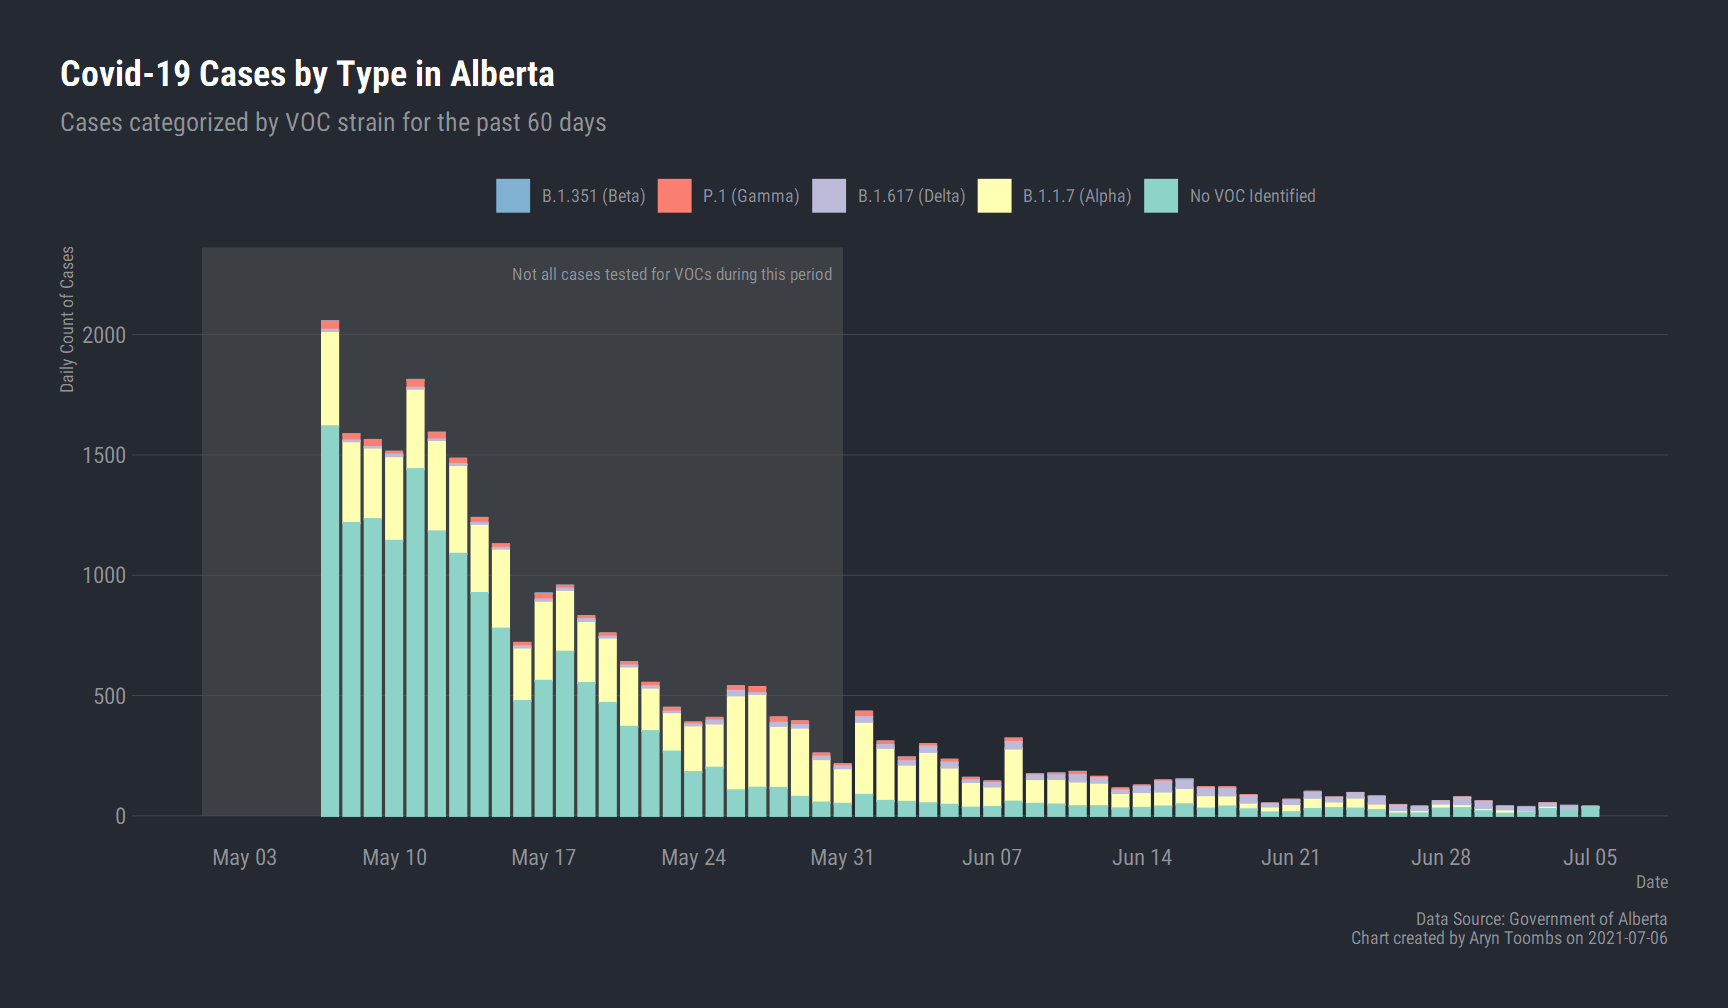 Covid-19 Cases by Type in Alberta
Cases categorized by VOC strain for the past 60 days
B.1.351 (Beta) P.1 (Gamma) B.1.617 (Delta) B.1.1.7 (Alpha) No VOC Identified
Daily Count of Cases
Not all cases tested for VOCs during this period
2000
1500
1000
500
0
May 03 May 10 May 17 May 24 May 31 Jun 07 Jun 14 Jun 21 Jun 28 Jul 05
Date
Data Source: Government of Alberta
Chart created by Aryn Toombs on 2021-07-06